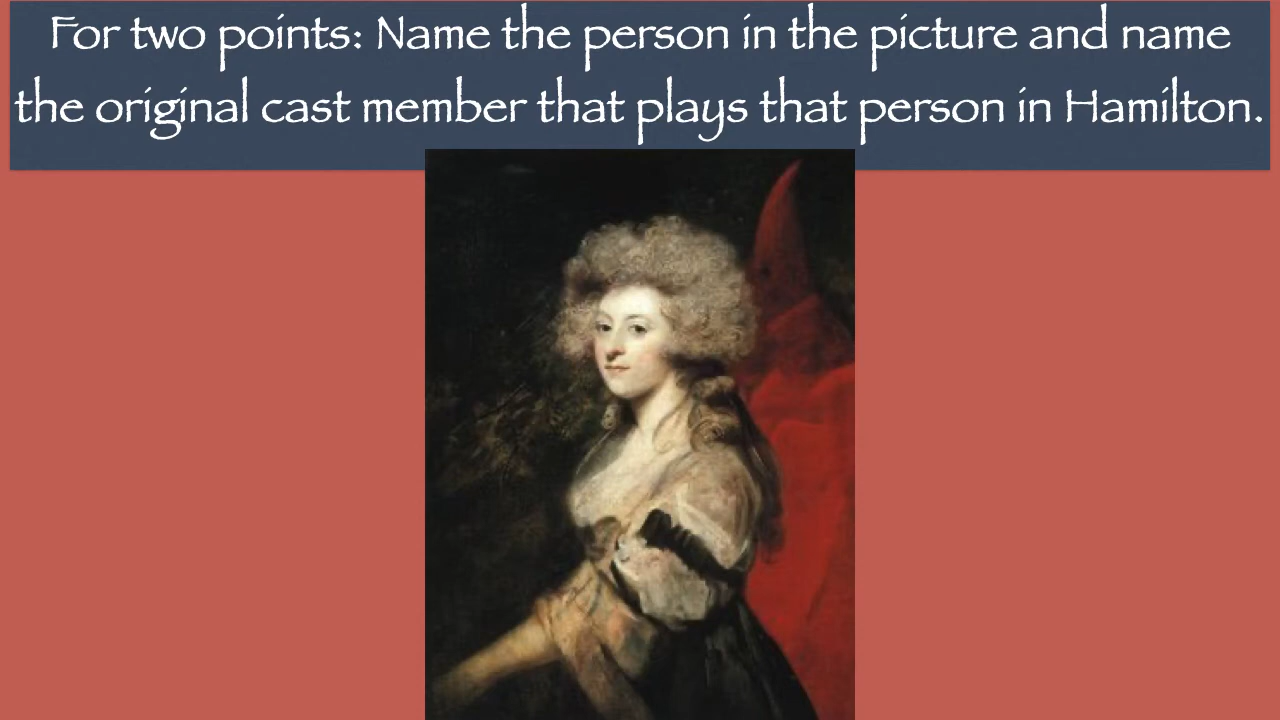 For two points: Name the person in the picture and name
the original cast member that plays that person in Hamilton.